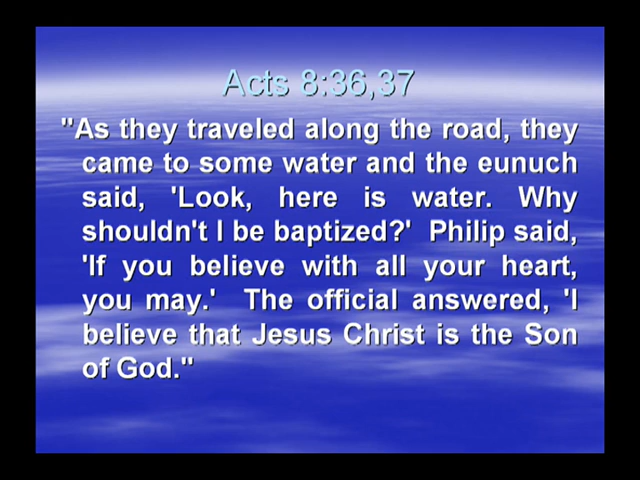 Acts 8:36,37
"As they traveled along the road, they
came to some water and the eunuch
said, 'Look, here is water. Why
shouldn't I be baptized?' Philip said,
'If you believe with all your heart,
you may.' The official answered, 'I
believe that Jesus Christ is the Son
of God."